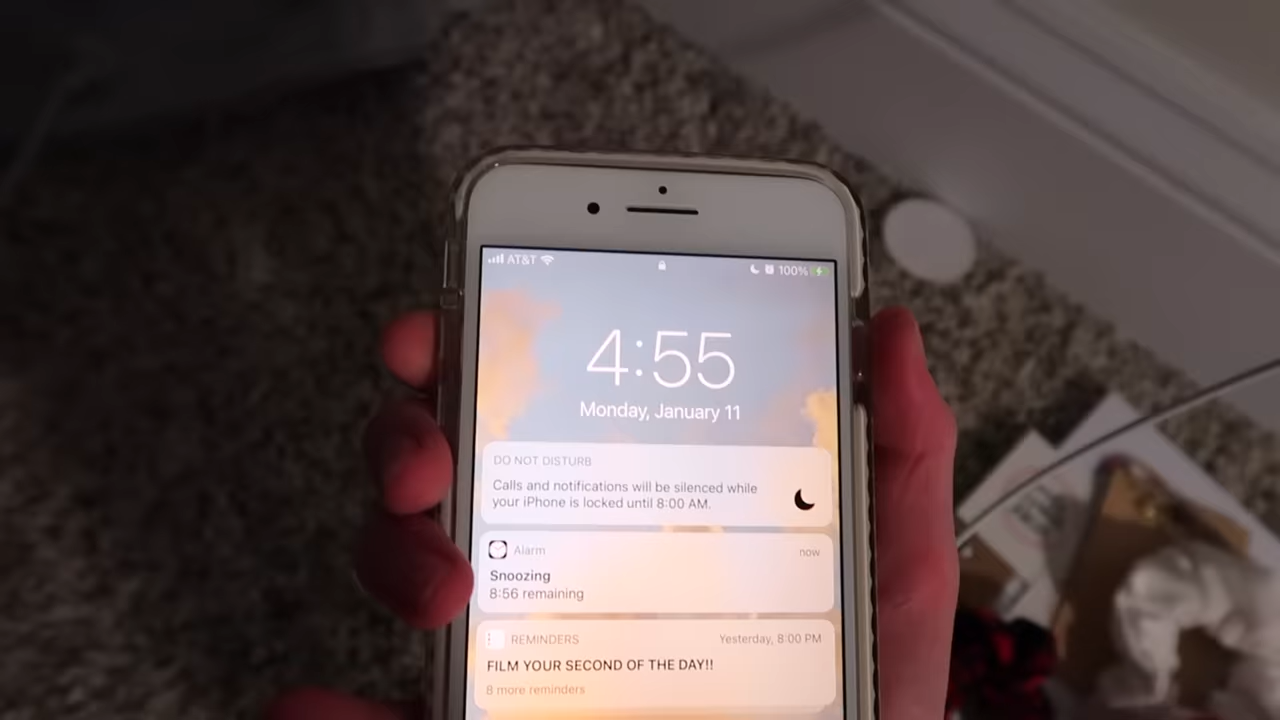 AT&T
100%
4:55
Monday, January 11
DO NOT DISTURB
Calls and notifications will be silenced while
your iPhone is locked until 8:00 AM.
Alarm now
Snoozing
8:56 remaining
REMINDERS Yesterday, 8:00 PM
FILM YOUR SECOND OF THE DAY!!
8 more reminders